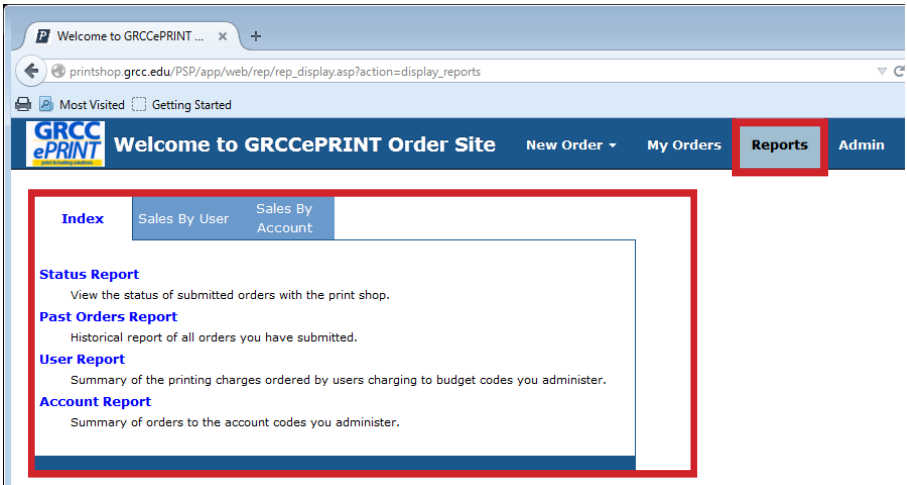 Welcome to GRCCePRINT ... × +
printshop.grcc.edu/PSP/app/web/rep/rep_display.asp?action=display_reports
Most Visited Getting Started
GRCC
ePRINT
Welcome to GRCCePRINT Order Site New Order My Orders Reports Admin
Index Sales By User Sales By
Account
Status Report
View the status of submitted orders with the print shop.
Past Orders Report
Historical report of all orders you have submitted.
User Report
Summary of the printing charges ordered by users charging to budget codes you administer.
Account Report
Summary of orders to the account codes you administer.